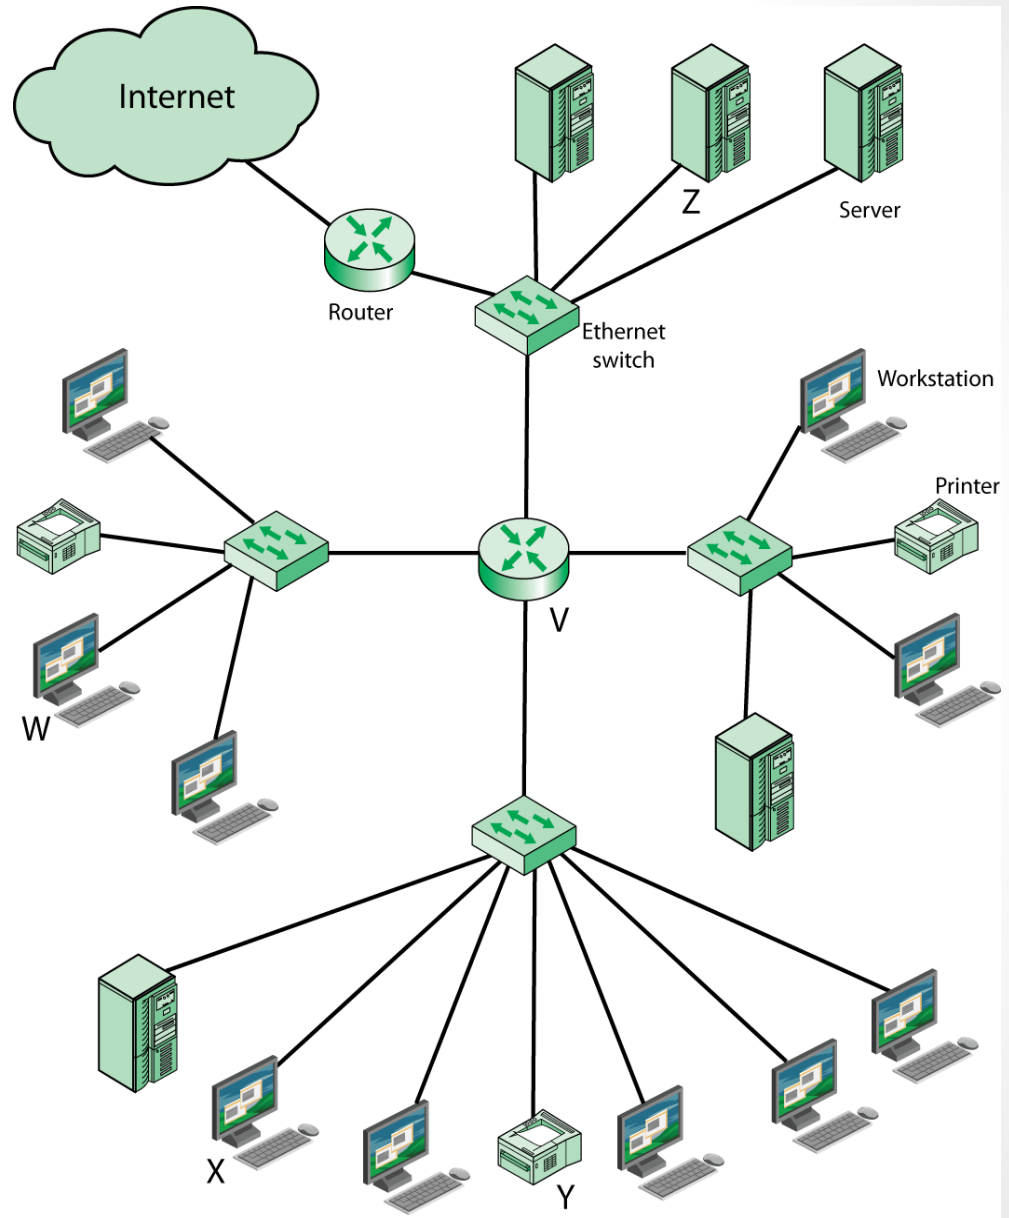 Internet
Z
Server
Router
Ethernet
switch
Workstation
Printer
V
W
X
Y